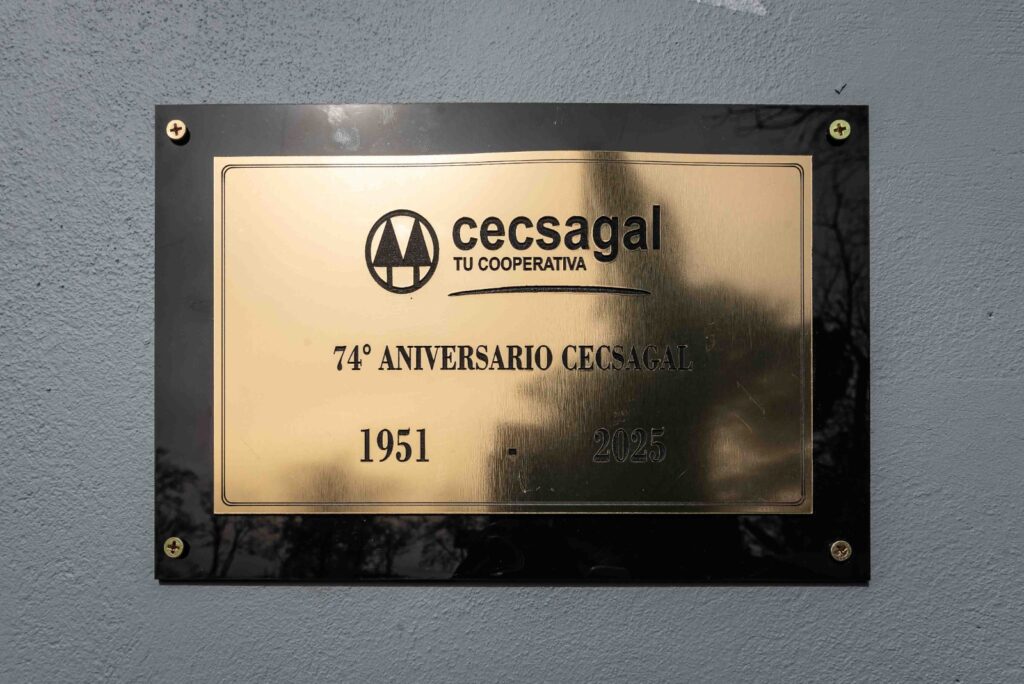 cecsagal
TU COOPERATIVA
74° ANIVERSARIO CECSAGAL
1951 - 2025